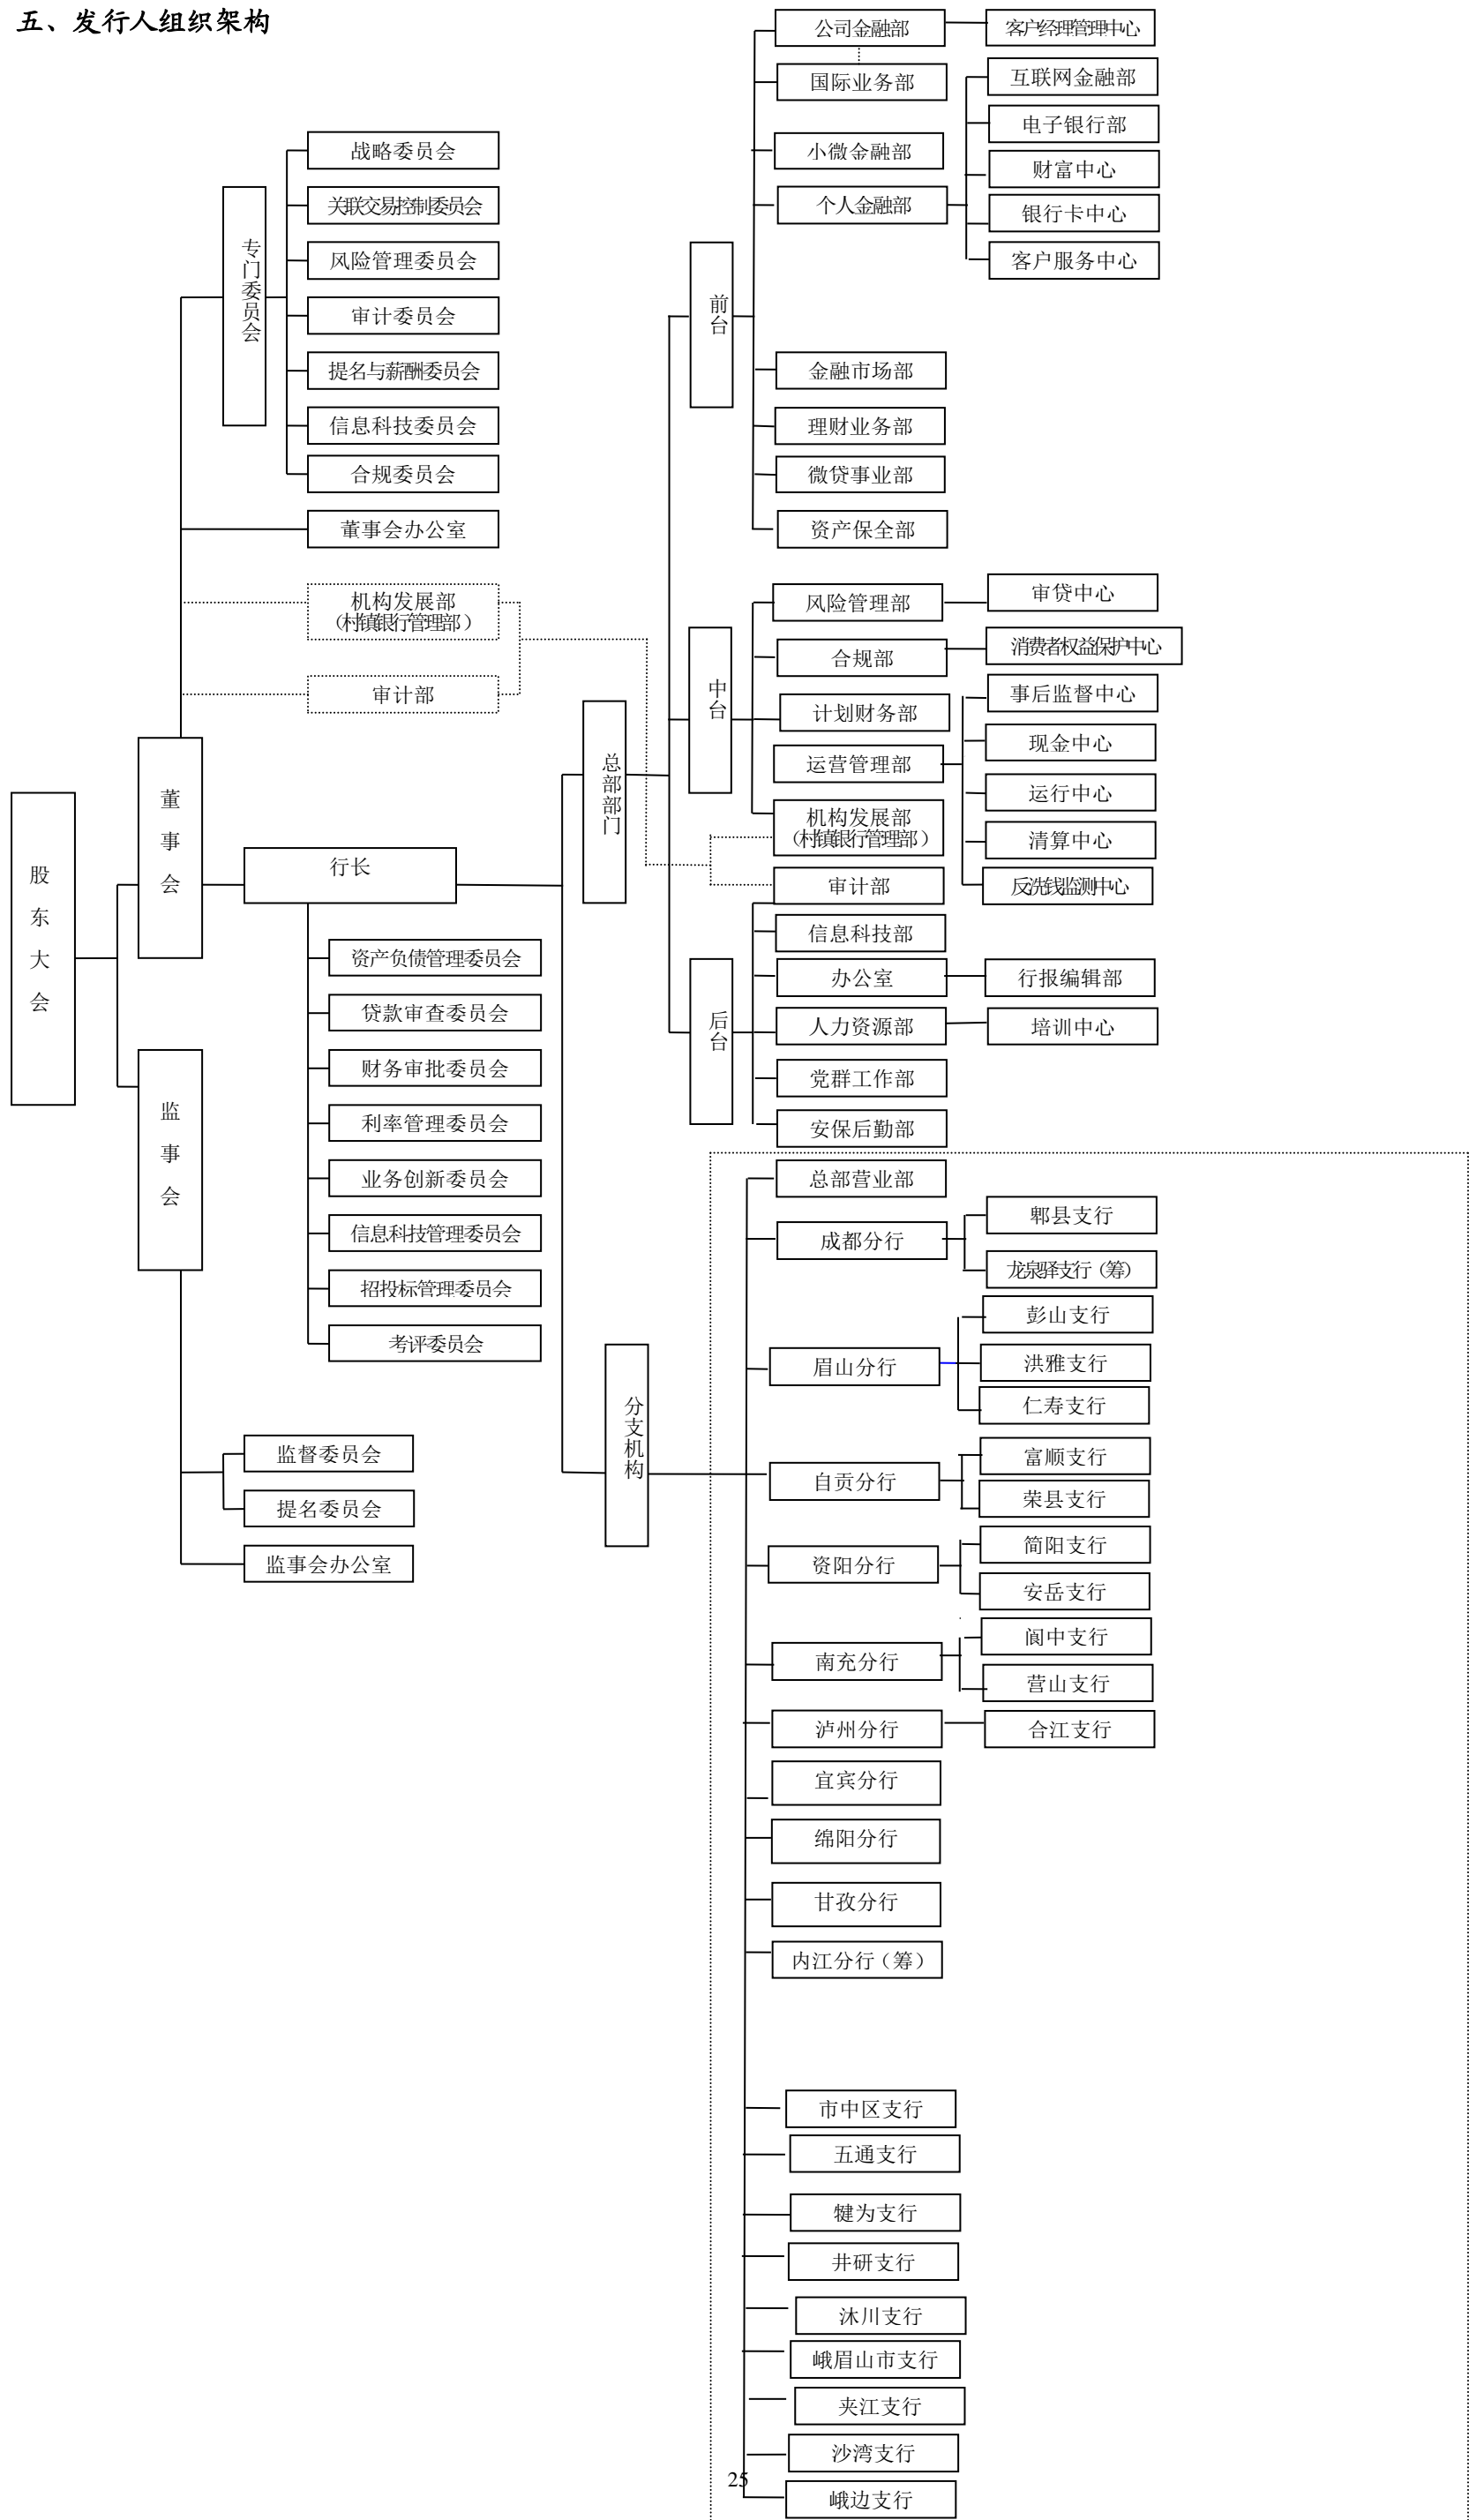 五、发行人组织架构
股东大会
董事会
监事会
专门委员会
战略委员会
关联交易控制委员会
风险管理委员会
审计委员会
提名与薪酬委员会
信息科技委员会
合规委员会
董事会办公室
机构发展部
（村镇银行管理部）
审计部
行长
资产负债管理委员会
贷款审查委员会
财务审批委员会
利率管理委员会
业务创新委员会
信息科技管理委员会
招投标管理委员会
考评委员会
监督委员会
提名委员会
监事会办公室
总部部门
前台
公司金融部
客户经理管理中心
国际业务部
小微金融部
个人金融部
互联网金融部
电子银行部
财富中心
银行卡中心
客户服务中心
金融市场部
理财业务部
微贷事业部
资产保全部
中台
风险管理部
审贷中心
合规部
消费者权益保护中心
计划财务部
运营管理部
事后监督中心
现金中心
运行中心
清算中心
反洗钱监测中心
机构发展部
（村镇银行管理部）
审计部
后台
信息科技部
办公室
行报编辑部
人力资源部
培训中心
党群工作部
安保后勤部
分支机构
总部营业部
成都分行
郫县支行
龙泉驿支行（筹）
眉山分行
彭山支行
洪雅支行
仁寿支行
自贡分行
富顺支行
荣县支行
资阳分行
简阳支行
安岳支行
南充分行
阆中支行
营山支行
泸州分行
合江支行
宜宾分行
绵阳分行
甘孜分行
内江分行（筹）
市中区支行
五通支行
犍为支行
井研支行
沐川支行
峨眉山市支行
夹江支行
沙湾支行
峨边支行
25